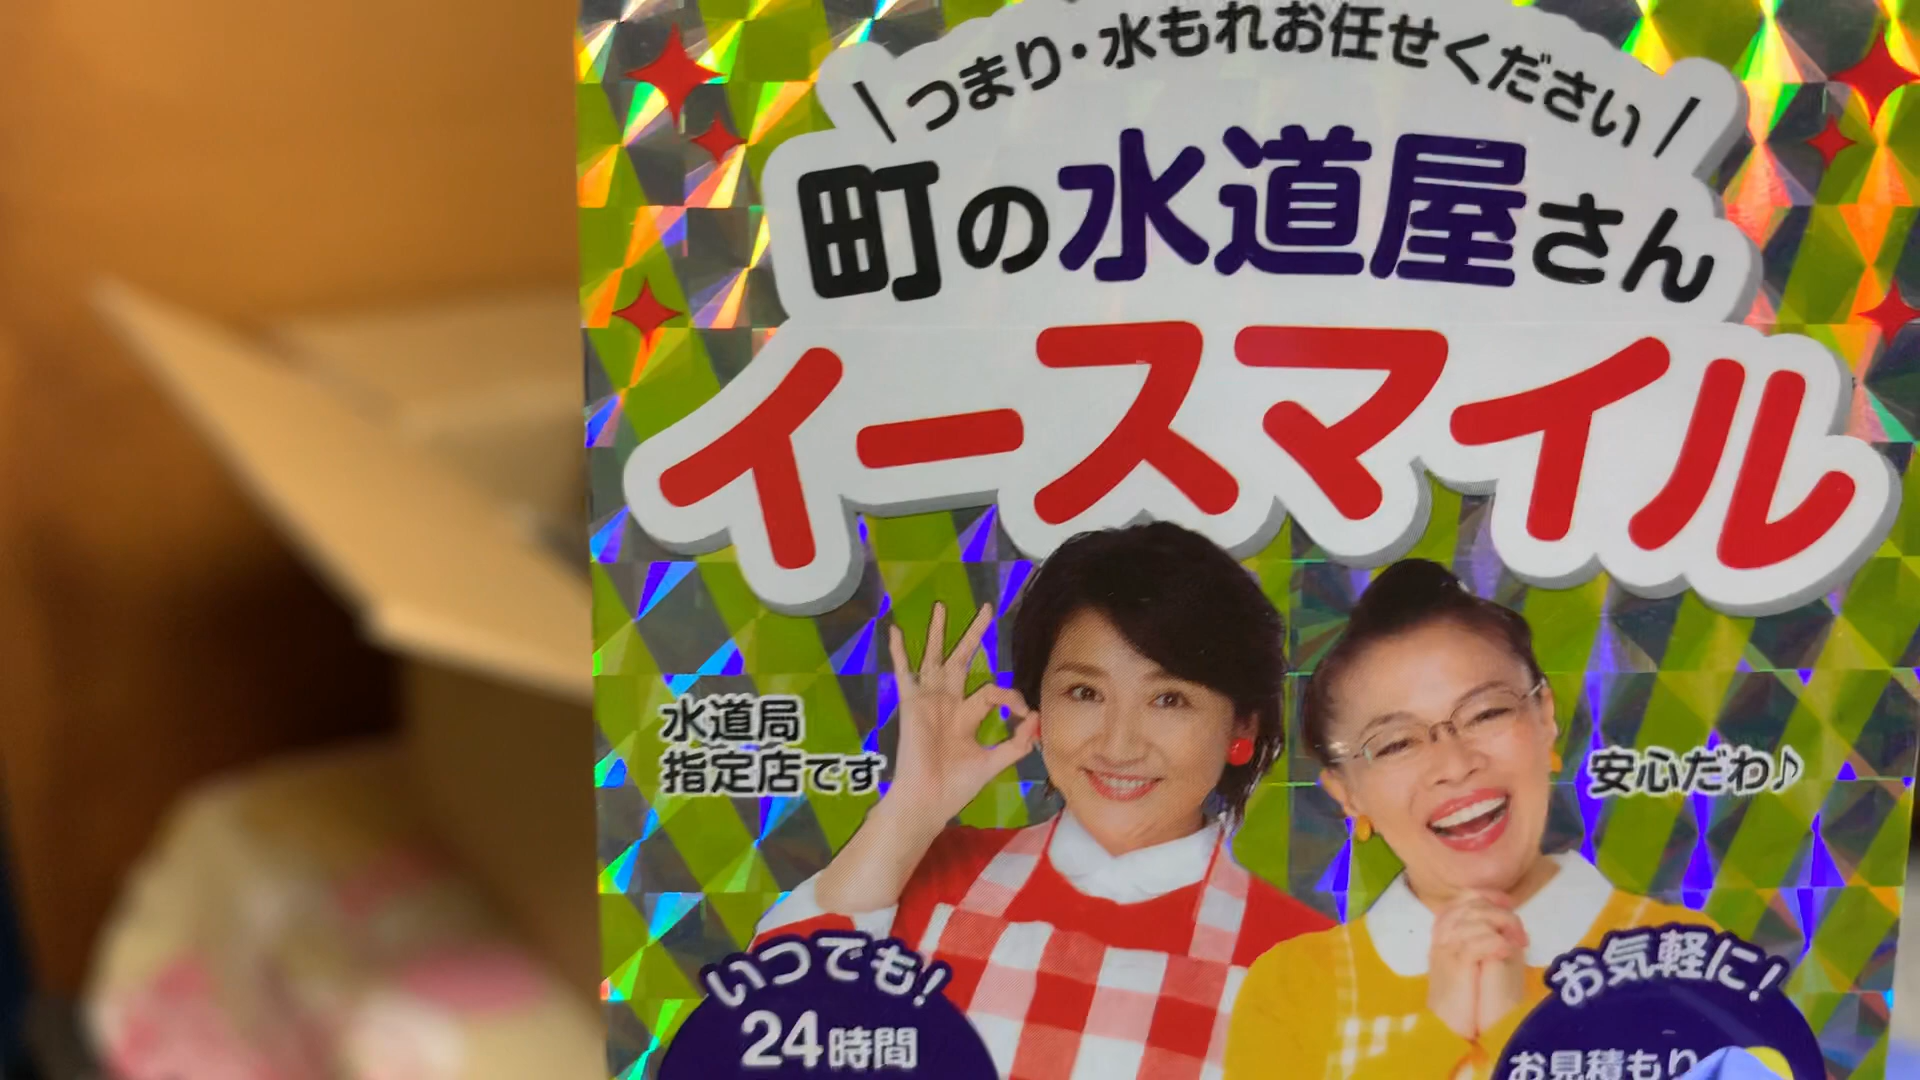 つまり・水もれお任せください
町の水道屋さん
イースマイル
水道局
指定店です
安心だわ♪
いつでも!
24時間
お気軽に!
お見積もり